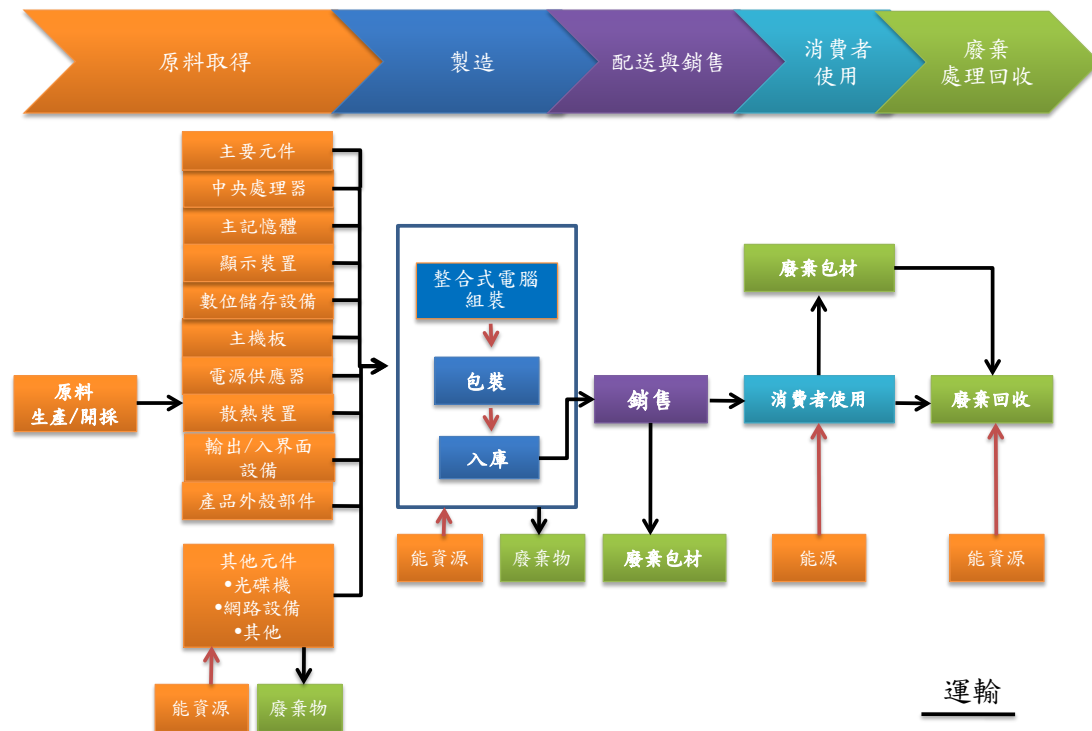 原料取得
製造
配送與銷售
消費者
使用
廢棄
處理回收
主要元件
中央處理器
主記憶體
顯示裝置
數位儲存設備
主機板
電源供應器
散熱裝置
輸出/入界面
設備
產品外殼部件
其他元件
•光碟機
•網路設備
•其他
原料
生產/開採
能資源
廢棄物
整合式電腦
組裝
包裝
入庫
能資源
廢棄物
銷售
廢棄包材
廢棄包材
消費者使用
能源
廢棄回收
能資源
運輸